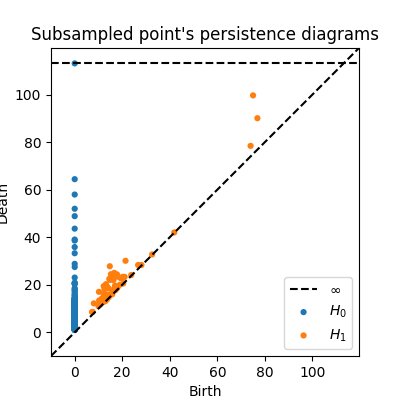 Subsampled point's persistence diagrams
100
80
60
40
20
0
Death
∞
H₀
H₁
0 20 40 60 80 100
Birth